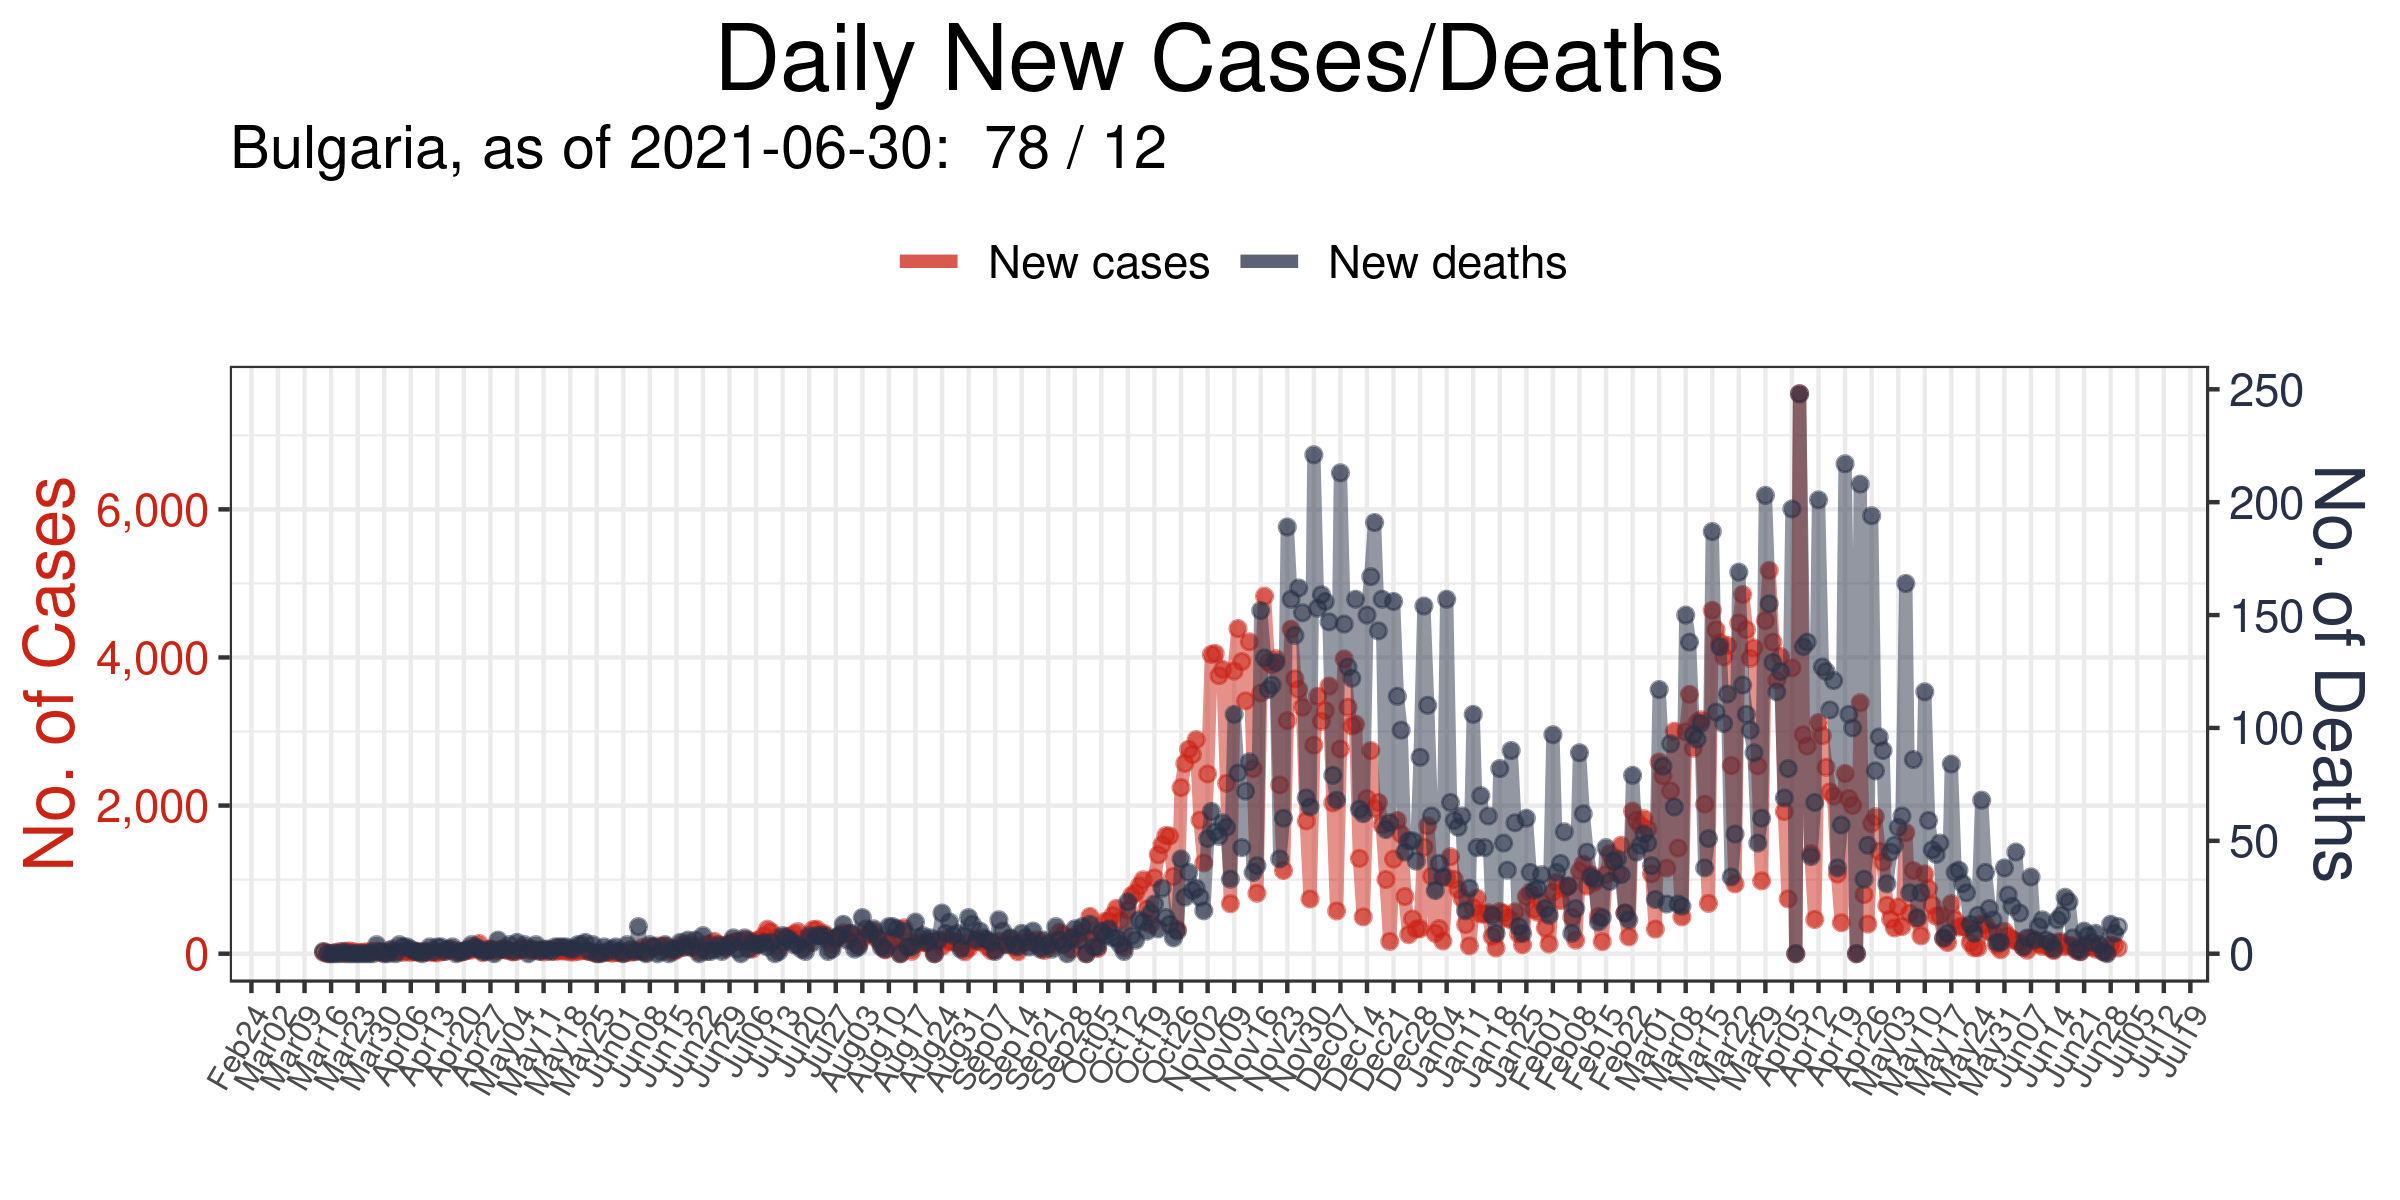 Daily New Cases/Deaths
Bulgaria, as of 2021-06-30:  78 / 12
New cases
New deaths
No. of Cases
6,000
4,000
2,000
0
250
200
150
100
50
0
No. of Deaths
Feb24
Mar02
Mar09
Mar16
Mar23
Mar30
Apr06
Apr13
Apr20
Apr27
May04
May11
May18
May25
Jun01
Jun08
Jun15
Jun22
Jun29
Jul06
Jul13
Jul20
Jul27
Aug03
Aug10
Aug17
Aug24
Aug31
Sep07
Sep14
Sep21
Sep28
Oct05
Oct12
Oct19
Oct26
Nov02
Nov09
Nov16
Nov23
Nov30
Dec07
Dec14
Dec21
Dec28
Jan04
Jan11
Jan18
Jan25
Feb01
Feb08
Feb15
Feb22
Mar01
Mar08
Mar15
Mar22
Mar29
Apr05
Apr12
Apr19
Apr26
May03
May10
May17
May24
May31
Jun07
Jun14
Jun21
Jun28
Jul05
Jul12
Jul19